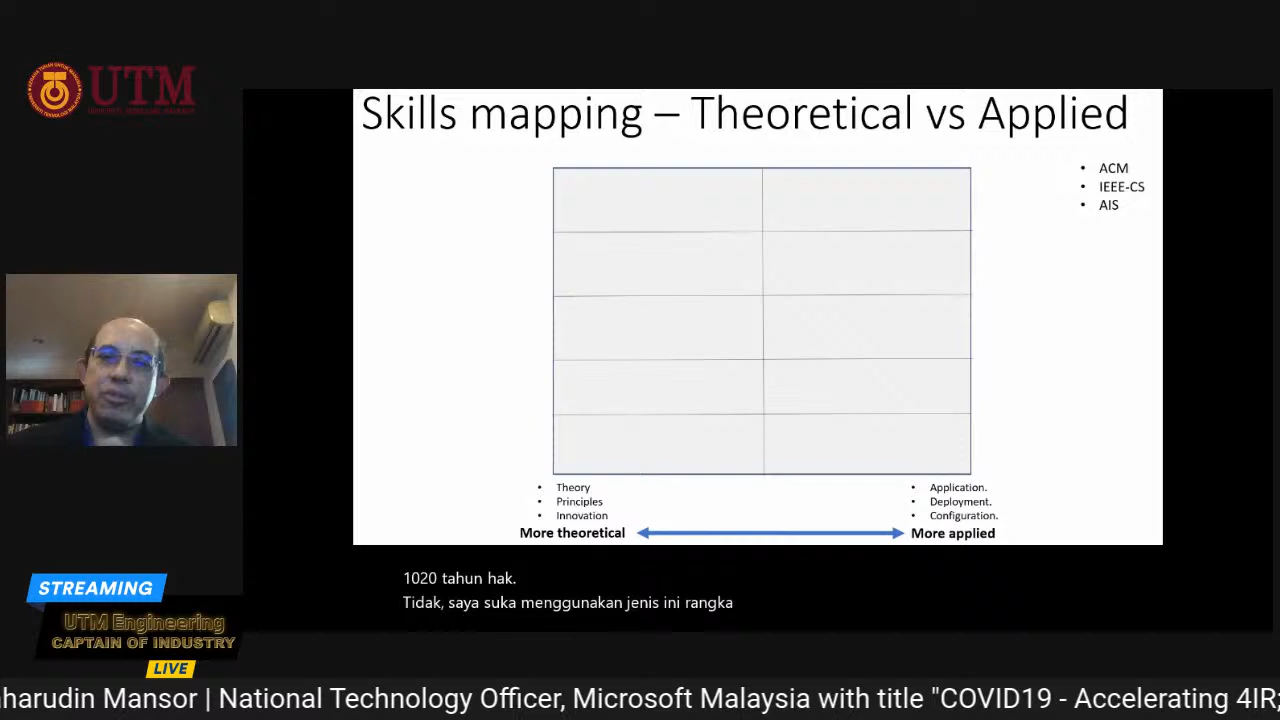 UTM
Skills mapping – Theoretical vs Applied
• ACM
• IEEE-CS
• AIS
• Theory
• Principles
• Innovation
More theoretical
• Application.
• Deployment.
• Configuration.
More applied
1020 tahun hak.
Tidak, saya suka menggunakan jenis ini rangka
STREAMING
UTM Engineering
CAPTAIN OF INDUSTRY
LIVE
aharudin Mansor | National Technology Officer, Microsoft Malaysia with title "COVID19 - Accelerating 4IR;